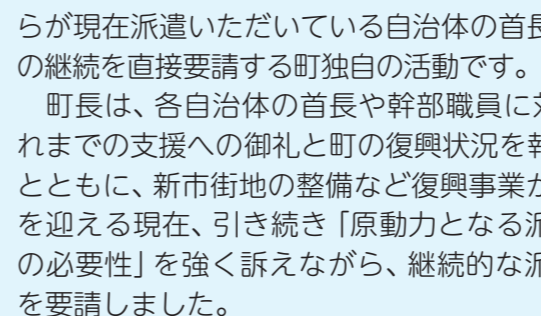 らが現在派遣いただいている自治体の首長
の継続を直接要請する町独自の活動です。
　町長は、各自治体の首長や幹部職員に対
れまでの支援への御礼と町の復興状況を報
とともに、新市街地の整備など復興事業が
を迎える現在、引き続き「原動力となる派
の必要性」を強く訴えながら、継続的な派
を要請しました。